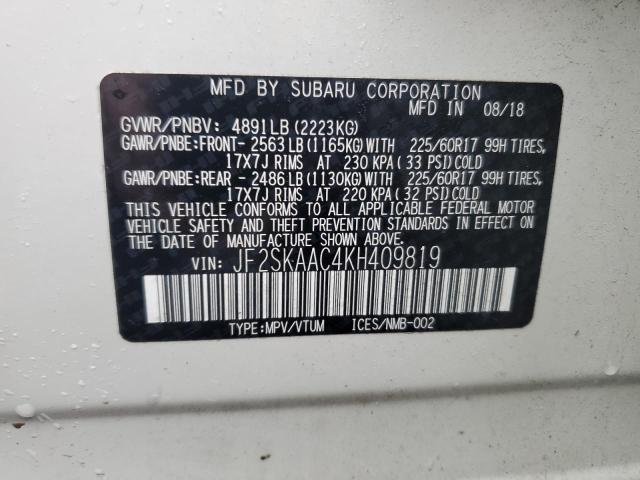 MFD BY SUBARU CORPORATION
MFD IN 08/18
GVWR/PNBV: 4891LB (2223KG)
GAWR/PNBE:FRONT- 2563LB (1165KG)WITH 225/60R17 99H TIRES,
17X7J RIMS AT 230 KPA (33 PSI)COLD
GAWR/PNBE:REAR - 2486LB (1130KG)WITH 225/60R17 99H TIRES,
17X7J RIMS AT 220 KPA (32 PSI)COLD
THIS VEHICLE CONFORMS TO ALL APPLICABLE FEDERAL MOTOR
VEHICLE SAFETY AND THEFT PREVENTION STANDARDS IN EFFECT ON
THE DATE OF MANUFACTURE SHOWN ABOVE.
VIN: JF2SKAAC4KH409819
TYPE:MPV/VTUM ICES/NMB-002